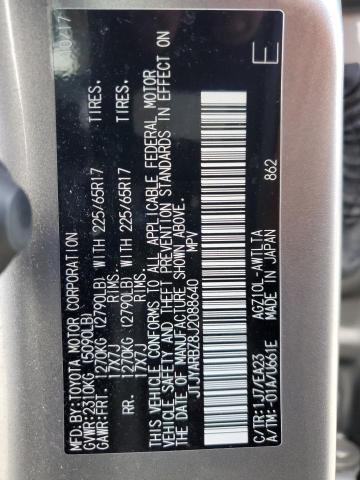 MFD.BY:TOYOTA MOTOR CORPORATION
GVWR:2310KG (5090LB)
GAWR:FRT. 1270KG (2790LB) WITH 225/65R17 TIRES,
17X7J RIMS.
RR. 1270KG (2790LB) WITH 225/65R17 TIRES,
17X7J RIMS.
THIS VEHICLE CONFORMS TO ALL APPLICABLE FEDERAL MOTOR
VEHICLE SAFETY AND THEFT PREVENTION STANDARDS IN EFFECT ON
THE DATE OF MANUFACTURE SHOWN ABOVE.
JTJYARBZ8J2088640 MPV
C/TR:1J7/EA23 AGZ10L-AWTLTA
A/TM:-01A/U661E MADE IN JAPAN 862
E